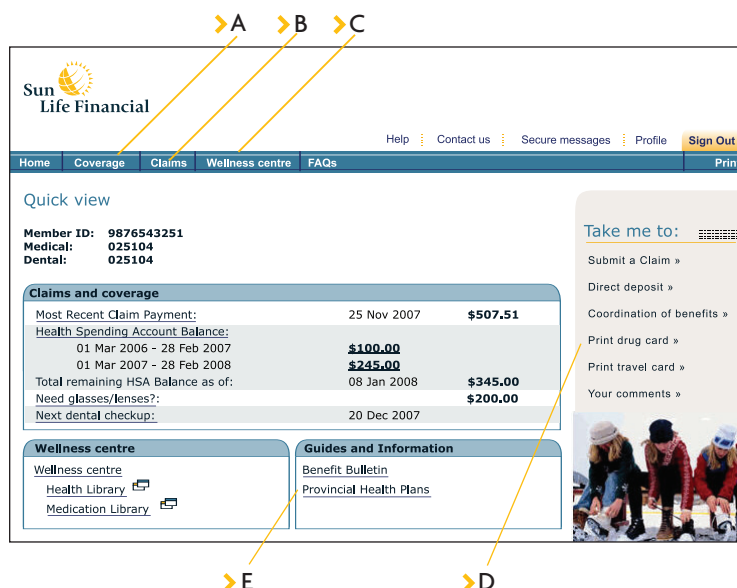 A B C
Sun
Life Financial
Help Contact us Secure messages Profile Sign Out
Home Coverage Claims Wellness centre FAQs Prin
Quick view
Member ID: 9876543251
Medical: 025104
Dental: 025104
Claims and coverage
Most Recent Claim Payment: 25 Nov 2007 $507.51
Health Spending Account Balance:
01 Mar 2006 - 28 Feb 2007 $100.00
01 Mar 2007 - 28 Feb 2008 $245.00
Total remaining HSA Balance as of: 08 Jan 2008 $345.00
Need glasses/lenses?: $200.00
Next dental checkup: 20 Dec 2007
Wellness centre
Wellness centre
Health Library
Medication Library
Guides and Information
Benefit Bulletin
Provincial Health Plans
Take me to:
Submit a Claim »
Direct deposit »
Coordination of benefits »
Print drug card »
Print travel card »
Your comments »
E D